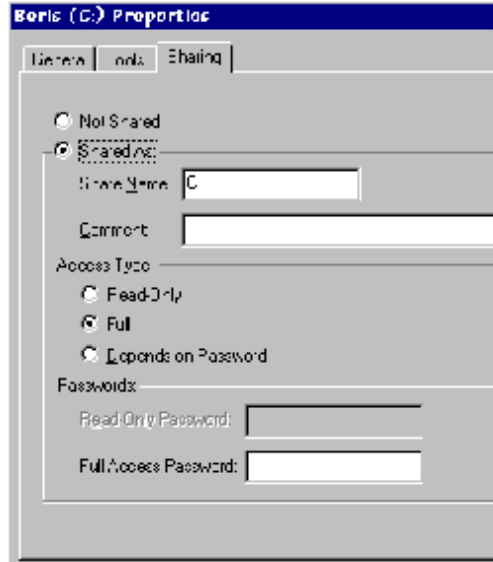 Boris (C:) Properties
General Tools Sharing
Not Shared
Shared As:
Share Name: C
Comment:
Access Type:
Read-Only
Full
Depends on Password
Passwords:
Read-Only Password:
Full Access Password: